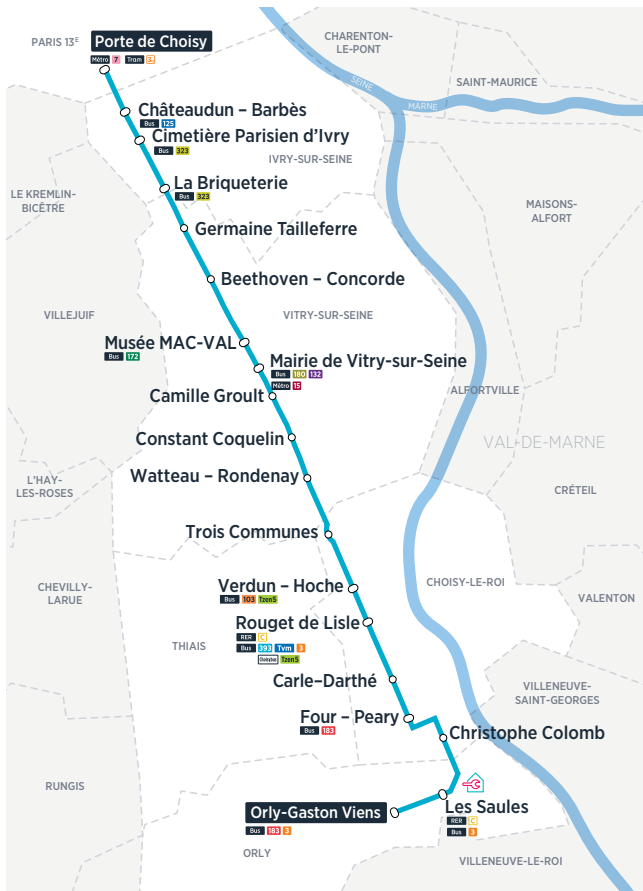 PARIS 13E
Porte de Choisy
Métro 7 Tram 3a
CHARENTON-
LE-PONT
SEINE
SAINT-MAURICE
MARNE
Châteaudun – Barbès
Bus 125
Cimetière Parisien d'Ivry
Bus 323
IVRY-SUR-SEINE
La Briqueterie
Bus 323
LE KREMLIN-
BICÊTRE
MAISONS-
ALFORT
Germaine Tailleferre
Beethoven – Concorde
VILLEJUIF
VITRY-SUR-SEINE
Musée MAC-VAL
Bus 172
Mairie de Vitry-sur-Seine
Bus 180 132
Métro 15
Camille Groult
ALFORTVILLE
Constant Coquelin
VAL-DE-MARNE
Watteau – Rondenay
L'HAY-
LES-ROSES
CRÉTEIL
Trois Communes
Verdun – Hoche
Bus 103 Tzen5
CHOISY-LE-ROI
CHEVILLY-
LARUE
VALENTON
Rouget de Lisle
RER C
Bus 393 Tvm 3
Tzen5
THIAIS
Carle–Darthé
VILLENEUVE-
SAINT-GEORGES
Four – Peary
Bus 183
Christophe Colomb
RUNGIS
Les Saules
RER C
Bus 3
Orly-Gaston Viens
Bus 183 3
ORLY
VILLENEUVE-LE-ROI